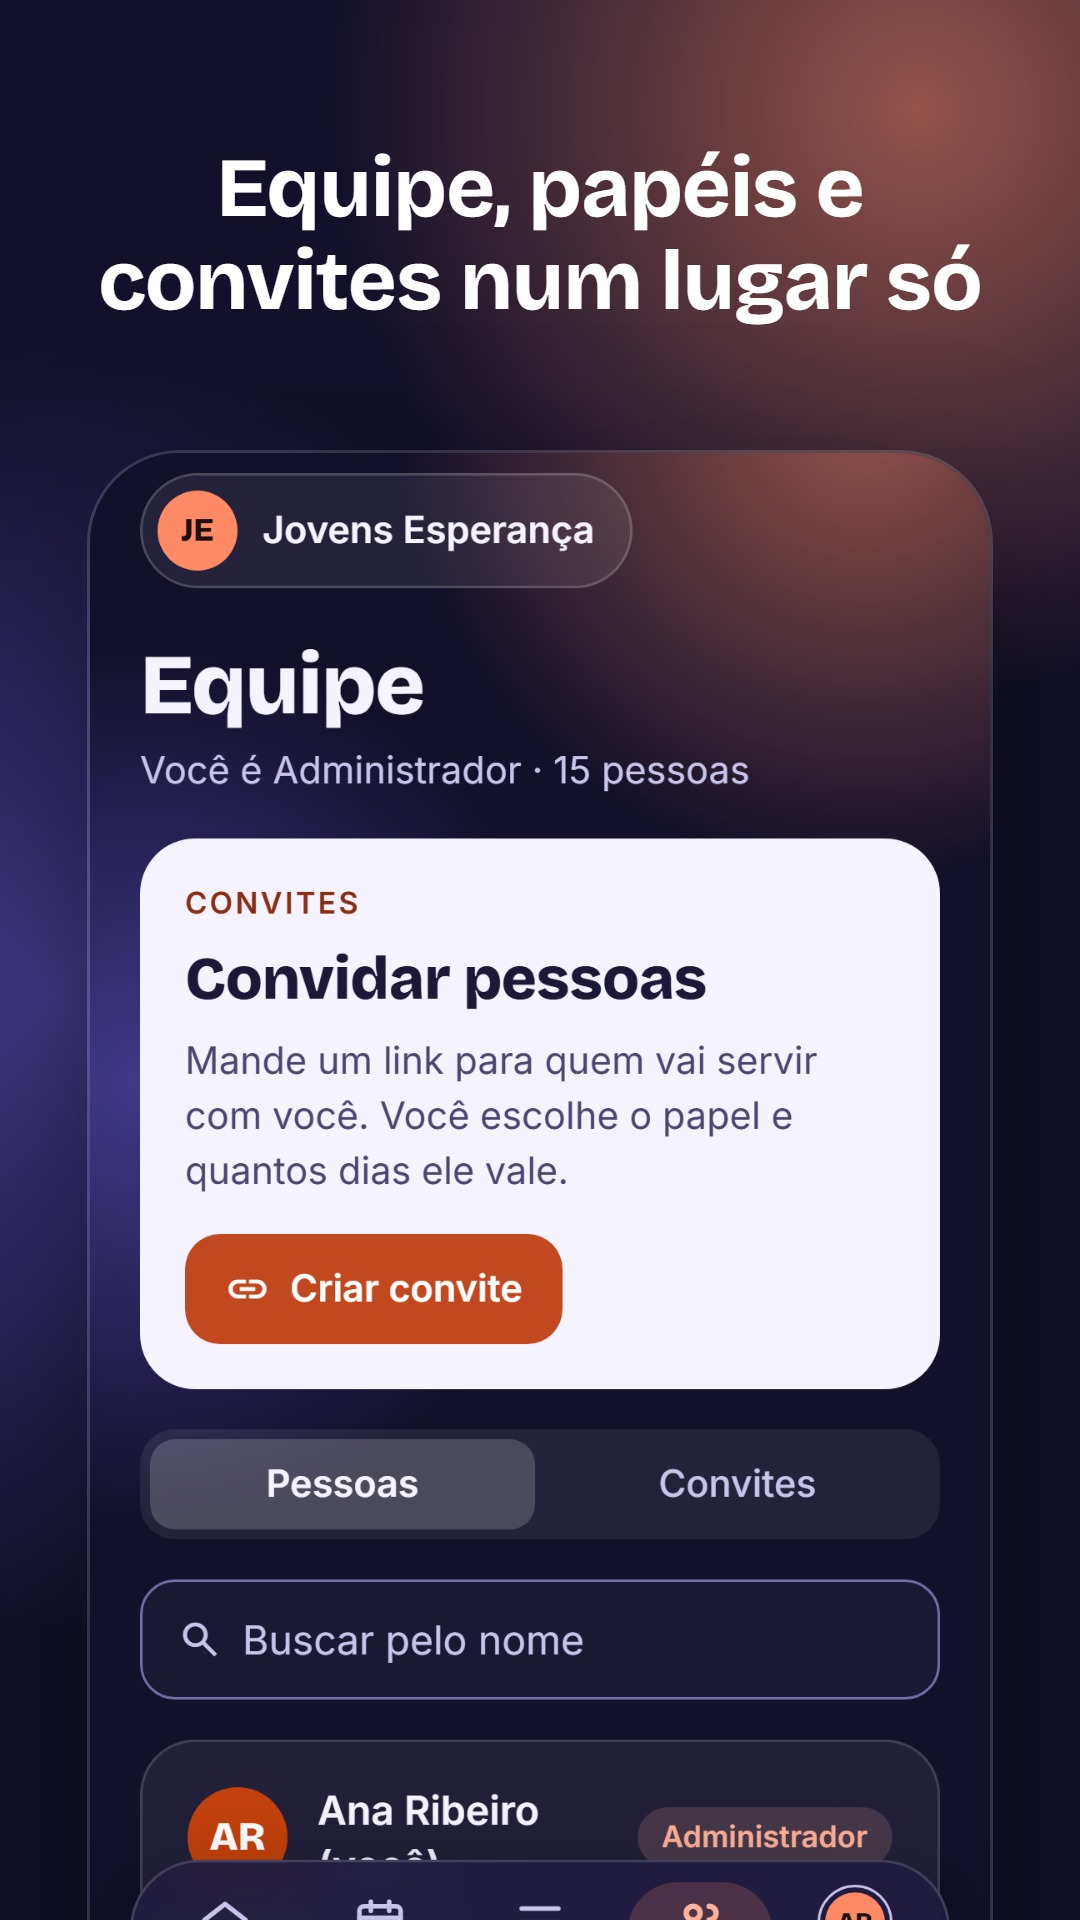 Equipe, papéis e
convites num lugar só
JE
Jovens Esperança
Equipe
Você é Administrador · 15 pessoas
CONVITES
Convidar pessoas
Mande um link para quem vai servir
com você. Você escolhe o papel e
quantos dias ele vale.
Criar convite
Pessoas
Convites
Buscar pelo nome
AR
Ana Ribeiro
(você)
Administrador
AR